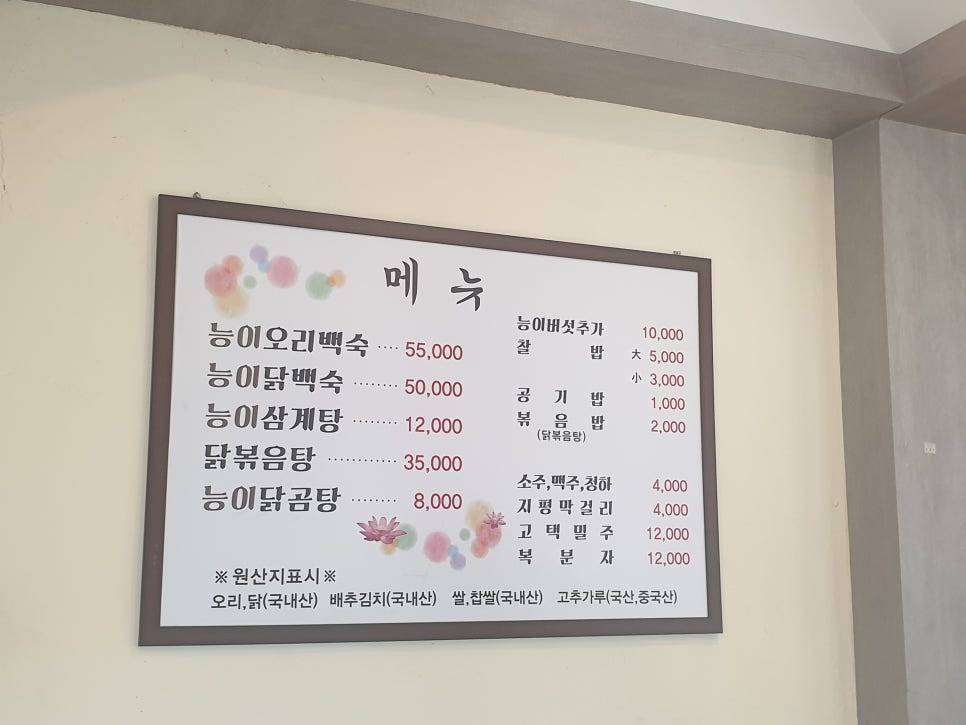 메 뉴
능이오리백숙 ···· 55,000
능이닭백숙 ········ 50,000
능이삼계탕 ········ 12,000
닭볶음탕 ············ 35,000
능이닭곰탕 ········ 8,000
능이버섯추가 10,000
찰 밥 大 5,000
小 3,000
공 기 밥 1,000
볶 음 밥 2,000
(닭볶음탕)
소주,맥주,청하 4,000
지평막걸리 4,000
고택밀주 12,000
복 분 자 12,000
※원산지표시※
오리,닭(국내산) 배추김치(국내산) 쌀,찹쌀(국내산) 고추가루(국산,중국산)